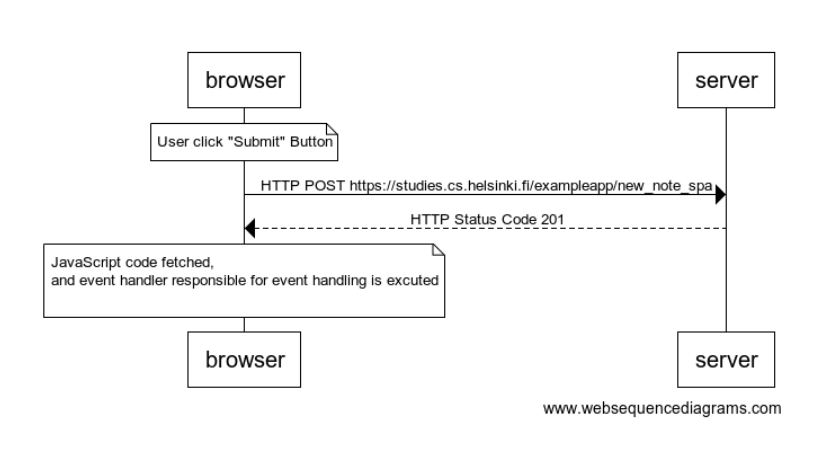 browser
server
User click "Submit" Button
HTTP POST https://studies.cs.helsinki.fi/exampleapp/new_note_spa
HTTP Status Code 201
JavaScript code fetched,
and event handler responsible for event handling is excuted
browser
server
www.websequencediagrams.com